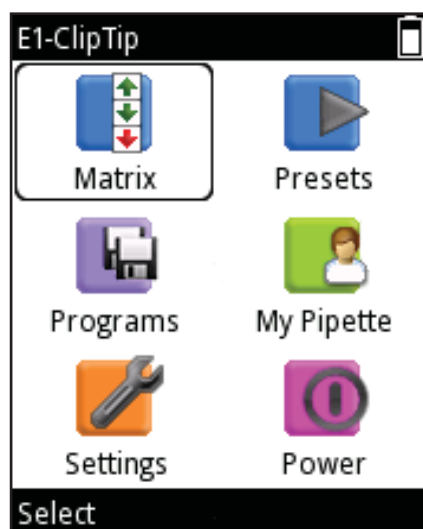 E1-ClipTip
Matrix Presets
Programs My Pipette
Settings Power
Select